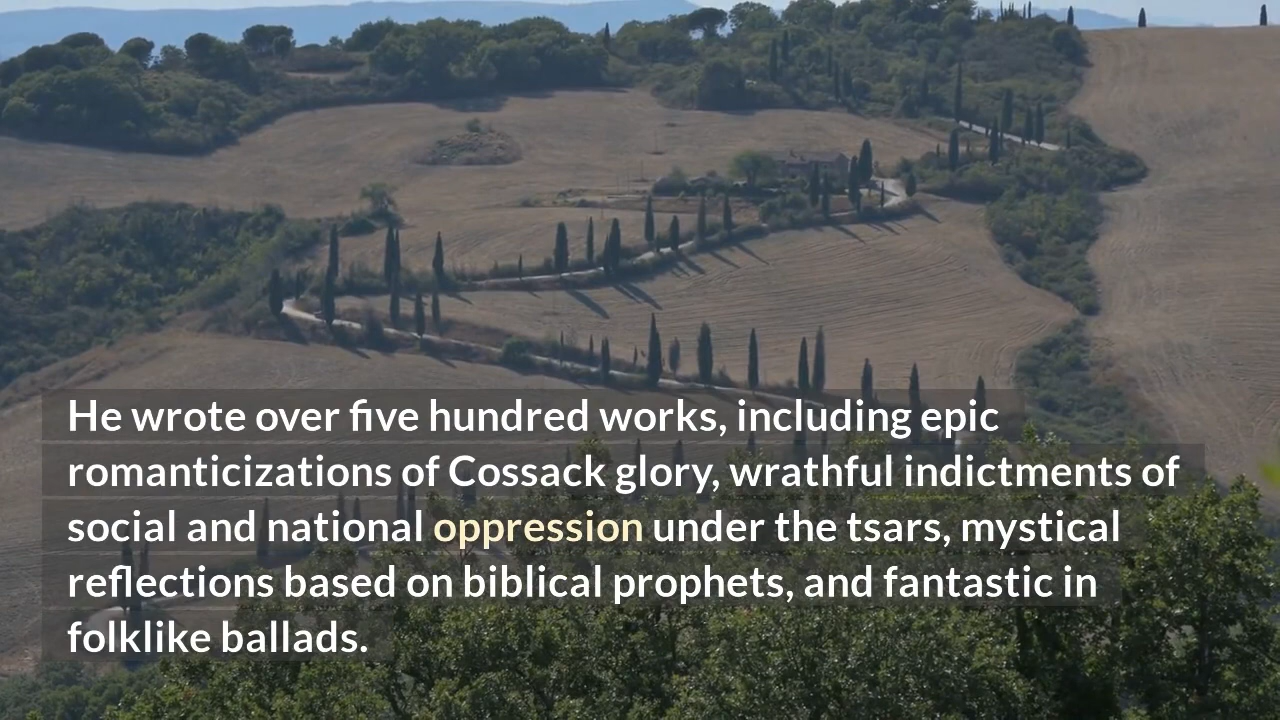 He wrote over five hundred works, including epic
romanticizations of Cossack glory, wrathful indictments of
social and national oppression under the tsars, mystical
reflections based on biblical prophets, and fantastic in
folklike ballads.